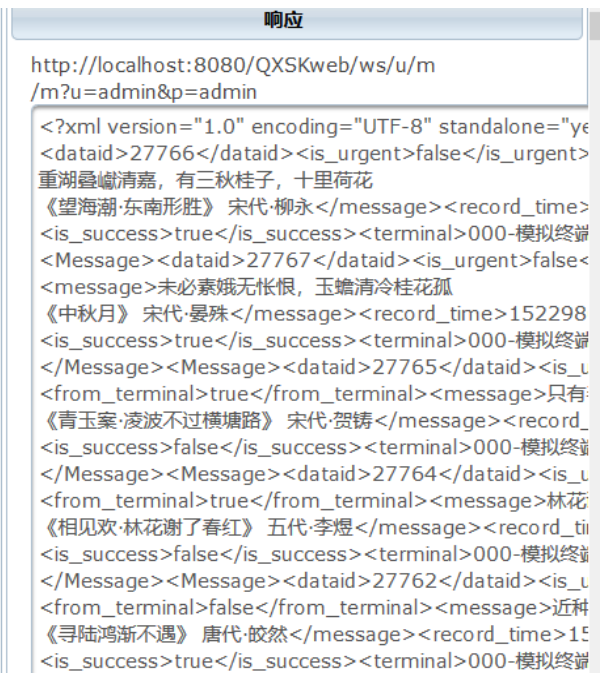 响应
http://localhost:8080/QXSKweb/ws/u/m
/m?u=admin&p=admin
<?xml version="1.0" encoding="UTF-8" standalone="ye
<dataid>27766</dataid><is_urgent>false</is_urgent>
重湖叠巘清嘉，有三秋桂子，十里荷花
《望海潮·东南形胜》 宋代·柳永</message><record_time>
<is_success>true</is_success><terminal>000-模拟终端
<Message><dataid>27767</dataid><is_urgent>false<
<message>未必素娥无怅恨，玉蟾清冷桂花孤
《中秋月》 宋代·晏殊</message><record_time>152298
<is_success>true</is_success><terminal>000-模拟终端
</Message><Message><dataid>27765</dataid><is_u
<from_terminal>true</from_terminal><message>只有
《青玉案·凌波不过横塘路》 宋代·贺铸</message><record_
<is_success>false</is_success><terminal>000-模拟终端
</Message><Message><dataid>27764</dataid><is_u
<from_terminal>true</from_terminal><message>林花
《相见欢·林花谢了春红》 五代·李煜</message><record_ti
<is_success>false</is_success><terminal>000-模拟终端
</Message><Message><dataid>27762</dataid><is_u
<from_terminal>false</from_terminal><message>近种
《寻陆鸿渐不遇》 唐代·皎然</message><record_time>15
<is_success>true</is_success><terminal>000-模拟终端